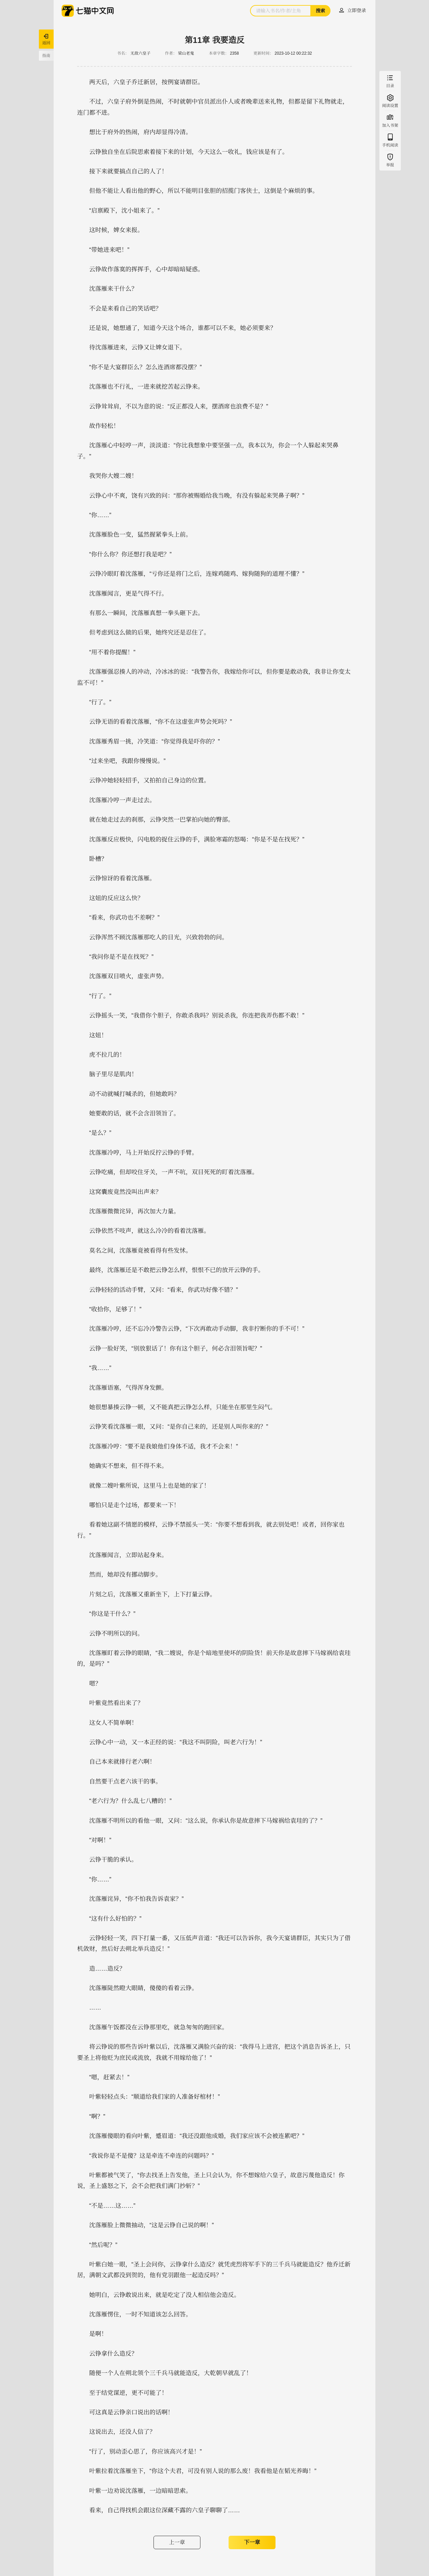 七猫中文网
请输入书名/作者/主角
搜索
立即登录
返回
阅读
目录
阅读设置
加入书架
手机阅读
举报
第11章 我要造反
书名: 无敌六皇子 作者: 梁山老鬼 本章字数: 2356 更新时间: 2023-10-12 00:22:32
两天后，六皇子乔迁新居，按例宴请群臣。
不过，六皇子府外倒是热闹，不时就朝中官员派出仆人或者晚辈送来礼物，但都是留下礼物就走，
连门都不进。
想比于府外的热闹，府内却显得冷清。
云铮独自坐在后院思索着接下来的计划，今天这么一收礼，钱应该是有了。
接下来就要搞点自己的人了！
但他不能让人看出他的野心，所以不能明目张胆的招揽门客侠士，这倒是个麻烦的事。
“启禀殿下，沈小姐来了。”
这时候，婢女来报。
“带她进来吧！”
云铮故作落寞的挥挥手，心中却暗暗疑惑。
沈落雁来干什么？
不会是来看自己的笑话吧？
还是说，她想通了，知道今天这个场合，谁都可以不来，她必须要来？
待沈落雁进来，云铮又让婢女退下。
“你不是大宴群臣么？怎么连酒席都没摆？”
沈落雁也不行礼，一进来就挖苦起云铮来。
云铮耸耸肩，不以为意的说：“反正都没人来，摆酒席也浪费不是？”
故作轻松！
沈落雁心中轻哼一声，淡淡道：“你比我想象中要坚强一点，我本以为，你会一个人躲起来哭鼻
子。”
我哭你大嫂二嫂！
云铮心中不爽，饶有兴致的问：“那你被赐婚给我当晚，有没有躲起来哭鼻子啊？”
“你……”
沈落雁脸色一变，猛然握紧拳头上前。
“你什么你？你还想打我是吧？”
云铮冷眼盯着沈落雁，“亏你还是将门之后，连嫁鸡随鸡、嫁狗随狗的道理不懂？”
沈落雁闻言，更是气得不行。
有那么一瞬间，沈落雁真想一拳头砸下去。
但考虑到这么做的后果，她终究还是忍住了。
“用不着你提醒！”
沈落雁强忍揍人的冲动，冷冰冰的说：“我警告你，我嫁给你可以，但你要是敢动我，我非让你变太
监不可！”
“行了。”
云铮无语的看着沈落雁，“你不在这虚张声势会死吗？”
沈落雁秀眉一挑，冷笑道：“你觉得我是吓你的？”
“过来坐吧，我跟你慢慢说。”
云铮冲她轻轻招手，又拍拍自己身边的位置。
沈落雁冷哼一声走过去。
就在她走过去的刹那，云铮突然一巴掌拍向她的臀部。
沈落雁反应极快，闪电般的捉住云铮的手，满脸寒霜的怒喝：“你是不是在找死？”
卧槽？
云铮惊讶的看着沈落雁。
这妞的反应这么快？
“看来，你武功也不差啊？”
云铮浑然不顾沈落雁那吃人的目光，兴致勃勃的问。
“我问你是不是在找死？”
沈落雁双目喷火，虚张声势。
“行了。”
云铮摇头一笑，“我借你个胆子，你敢杀我吗？别说杀我，你连把我弄伤都不敢！”
这妞！
虎不拉几的！
脑子里尽是肌肉！
动不动就喊打喊杀的，但她敢吗？
她要敢的话，就不会含泪领旨了。
“是么？”
沈落雁冷哼，马上开始反拧云铮的手臂。
云铮吃痛，但却咬住牙关，一声不吭，双目死死的盯着沈落雁。
这窝囊废竟然没叫出声来？
沈落雁微微诧异，再次加大力量。
云铮依然不吱声，就这么冷冷的看着沈落雁。
莫名之间，沈落雁竟被看得有些发怵。
最终，沈落雁还是不敢把云铮怎么样，恨恨不已的放开云铮的手。
云铮轻轻的活动手臂，又问：“看来，你武功好像不错？”
“收拾你，足够了！”
沈落雁冷哼，还不忘冷冷警告云铮，“下次再敢动手动脚，我非拧断你的手不可！”
云铮一脸好笑，“别放狠话了！你有这个胆子，何必含泪领旨呢？”
“我……”
沈落雁语塞，气得浑身发颤。
她很想暴揍云铮一顿，又不能真把云铮怎么样，只能坐在那里生闷气。
云铮笑看沈落雁一眼，又问：“是你自己来的，还是别人叫你来的？”
沈落雁冷哼：“要不是我娘他们身体不适，我才不会来！”
她确实不想来，但不得不来。
就像二嫂叶紫所说，这里马上也是她的家了！
哪怕只是走个过场，都要来一下！
看着她这副不情愿的模样，云铮不禁摇头一笑：“你要不想看到我，就去别处吧！或者，回你家也
行。”
沈落雁闻言，立即站起身来。
然而，她却没有挪动脚步。
片刻之后，沈落雁又重新坐下，上下打量云铮。
“你这是干什么？”
云铮不明所以的问。
沈落雁盯着云铮的眼睛，“我二嫂说，你是个暗地里使坏的阴险货！前天你是故意摔下马嫁祸给袁珪
的，是吗？”
嗯？
叶紫竟然看出来了？
这女人不简单啊！
云铮心中一动，又一本正经的说：“我这不叫阴险，叫老六行为！”
自己本来就排行老六啊！
自然要干点老六该干的事。
“老六行为？什么乱七八糟的！”
沈落雁不明所以的看他一眼，又问：“这么说，你承认你是故意摔下马嫁祸给袁珪的了？”
“对啊！”
云铮干脆的承认。
“你……”
沈落雁诧异，“你不怕我告诉袁家？”
“这有什么好怕的？”
云铮轻轻一笑，四下打量一番，又压低声音道：“我还可以告诉你，我今天宴请群臣，其实只为了借
机敛财，然后好去朔北举兵造反！”
造……造反？
沈落雁陡然瞪大眼睛，傻傻的看着云铮。
……
沈落雁午饭都没在云铮那里吃，就急匆匆的跑回家。
将云铮说的那些告诉叶紫以后，沈落雁又满脸兴奋的说：“我得马上进宫，把这个消息告诉圣上，只
要圣上将他贬为庶民或流放，我就不用嫁给他了！”
“嗯，赶紧去！”
叶紫轻轻点头：“顺道给我们家的人准备好棺材！”
“啊？”
沈落雁傻眼的看向叶紫，蹙眉道：“我还没跟他成婚，我们家应该不会被连累吧？”
“我说你是不是傻？这是牵连不牵连的问题吗？”
叶紫都被气笑了，“你去找圣上告发他，圣上只会认为，你不想嫁给六皇子，故意污蔑他造反！你
说，圣上盛怒之下，会不会把我们满门抄斩？”
“不是……这……”
沈落雁脸上微微抽动，“这是云铮自己说的啊！”
“然后呢？”
叶紫白她一眼，“圣上会问你，云铮拿什么造反？就凭虎烈将军手下的三千兵马就能造反？他乔迁新
居，满朝文武都没到贺的，他有党羽跟他一起造反吗？”
她明白，云铮敢说出来，就是吃定了没人相信他会造反。
沈落雁愣住，一时不知道该怎么回答。
是啊！
云铮拿什么造反？
随便一个人在朔北领个三千兵马就能造反，大乾朝早就乱了！
至于结党谋逆，更不可能了！
可这真是云铮亲口说出的话啊！
这说出去，还没人信了？
“行了，别动歪心思了，你应该高兴才是！”
叶紫拉着沈落雁坐下，“你这个夫君，可没有别人说的那么废！我看他是在韬光养晦！”
叶紫一边劝说沈落雁，一边暗暗思索。
看来，自己得找机会跟这位深藏不露的六皇子聊聊了……
上一章
下一章